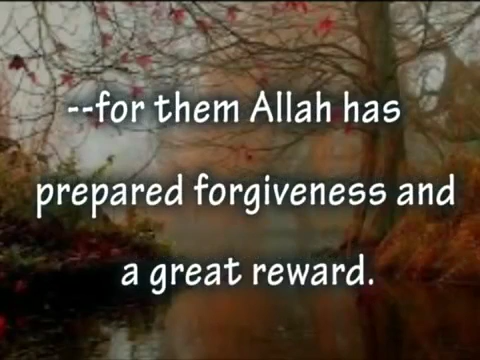 --for them Allah has
prepared forgiveness and
a great reward.